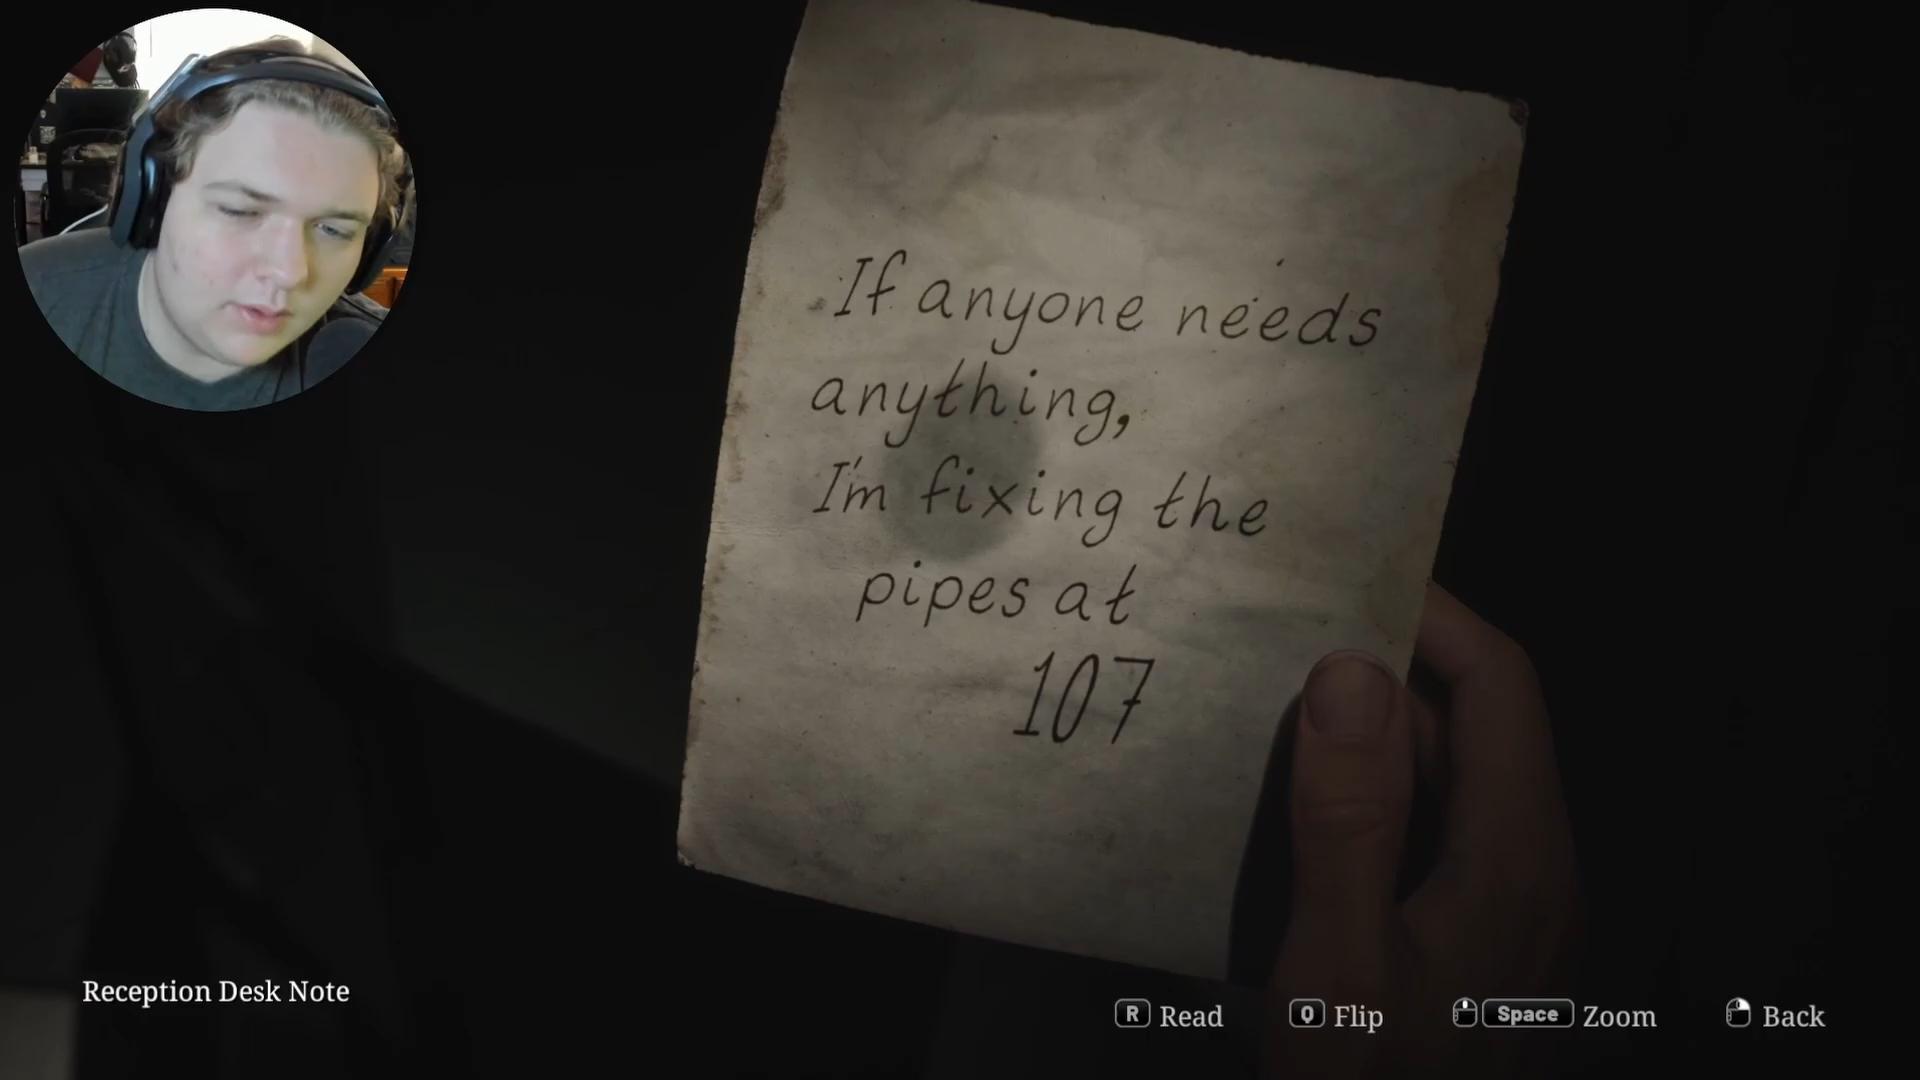 If anyone needs
anything,
I'm fixing the
pipes at
107
Reception Desk Note
R Read
Q Flip
Space Zoom
Back